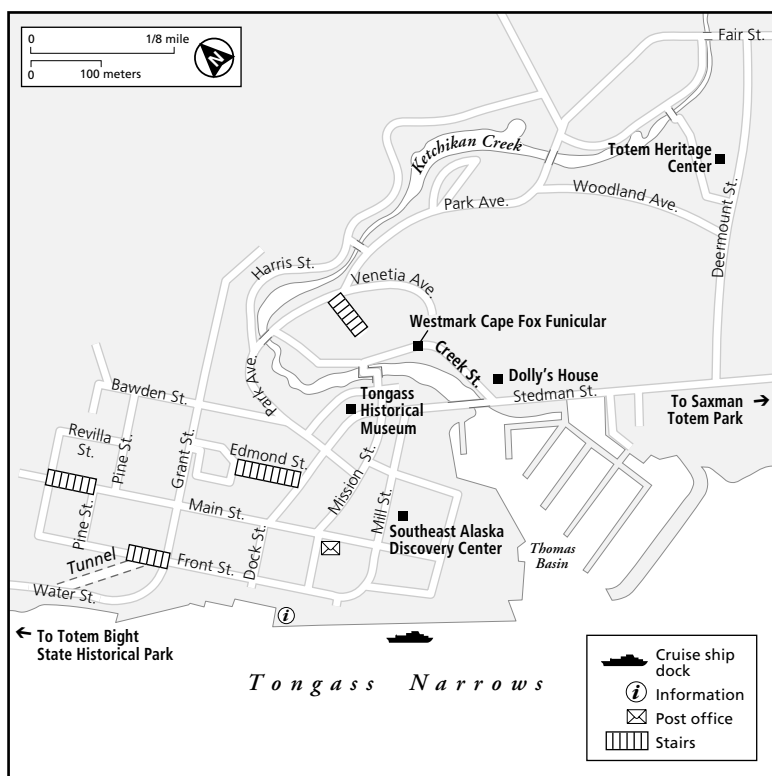 0 1/8 mile
0 100 meters
N
Fair St.
Ketchikan Creek
Totem Heritage
Center
Woodland Ave.
Park Ave.
Deermount St.
Harris St.
Venetia Ave.
Westmark Cape Fox Funicular
Creek St.
Dolly's House
Stedman St.
To Saxman
Totem Park
Park Ave.
Bawden St.
Tongass
Historical
Museum
Revilla
St.
Pine St.
Grant St.
Edmond St.
Mission St.
Mill St.
Main St.
Southeast Alaska
Discovery Center
Pine St.
Tunnel
Front St.
Dock St.
Thomas
Basin
Water St.
i
To Totem Bight
State Historical Park
Tongass Narrows
Cruise ship
dock
i Information
Post office
Stairs